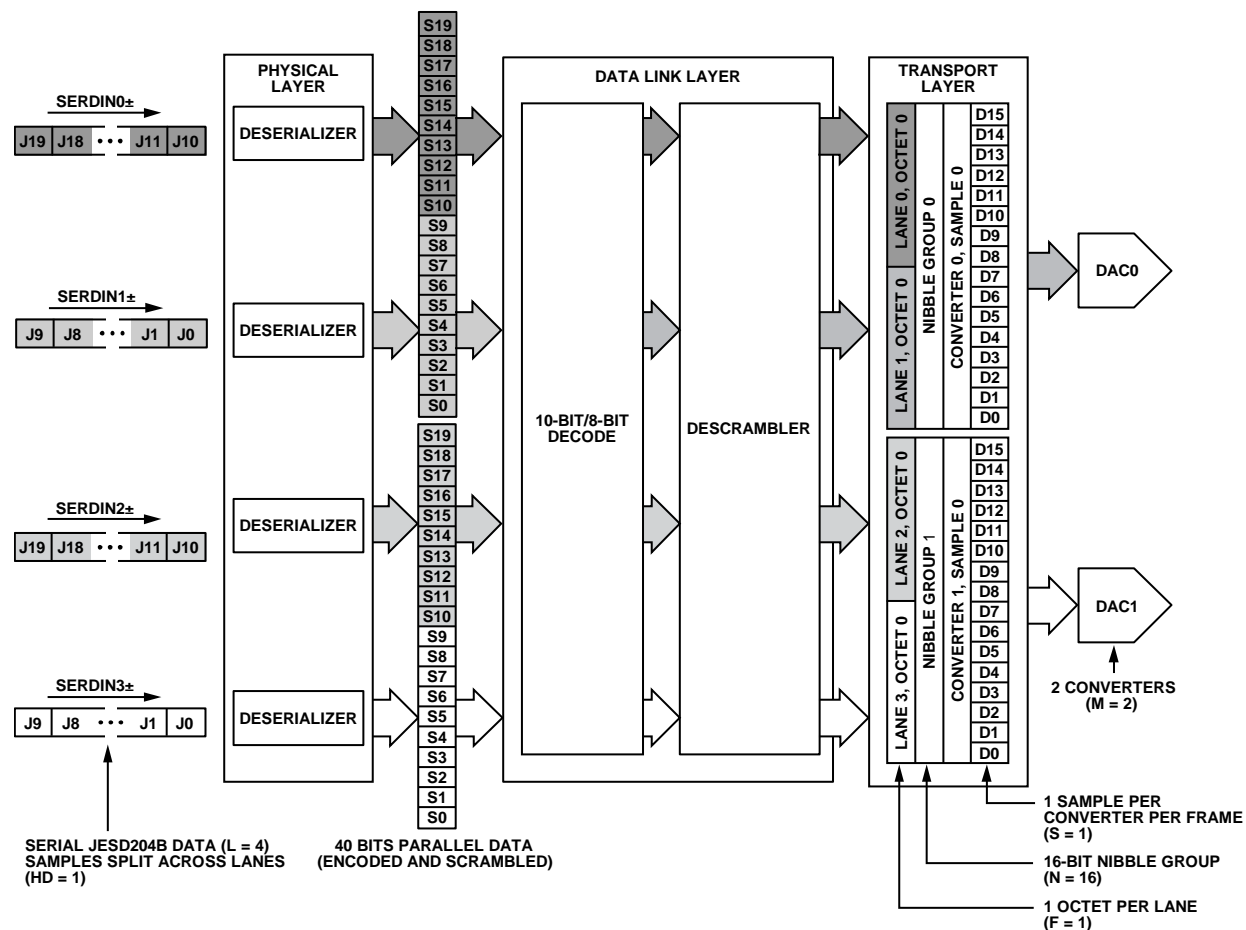 PHYSICAL
LAYER
DATA LINK LAYER
TRANSPORT
LAYER
SERDIN0±
J19 J18 ••• J11 J10
SERDIN1±
J9 J8 ••• J1 J0
SERDIN2±
J19 J18 ••• J11 J10
SERDIN3±
J9 J8 ••• J1 J0
DESERIALIZER
DESERIALIZER
DESERIALIZER
DESERIALIZER
S19
S18
S17
S16
S15
S14
S13
S12
S11
S10
S9
S8
S7
S6
S5
S4
S3
S2
S1
S0
S19
S18
S17
S16
S15
S14
S13
S12
S11
S10
S9
S8
S7
S6
S5
S4
S3
S2
S1
S0
10-BIT/8-BIT
DECODE
DESCRAMBLER
LANE 0, OCTET 0
LANE 1, OCTET 0
NIBBLE GROUP 0
CONVERTER 0, SAMPLE 0
D15
D14
D13
D12
D11
D10
D9
D8
D7
D6
D5
D4
D3
D2
D1
D0
LANE 2, OCTET 0
LANE 3, OCTET 0
NIBBLE GROUP 1
CONVERTER 1, SAMPLE 0
D15
D14
D13
D12
D11
D10
D9
D8
D7
D6
D5
D4
D3
D2
D1
D0
DAC0
DAC1
2 CONVERTERS
(M = 2)
SERIAL JESD204B DATA (L = 4)
SAMPLES SPLIT ACROSS LANES
(HD = 1)
40 BITS PARALLEL DATA
(ENCODED AND SCRAMBLED)
1 SAMPLE PER
CONVERTER PER FRAME
(S = 1)
16-BIT NIBBLE GROUP
(N = 16)
1 OCTET PER LANE
(F = 1)